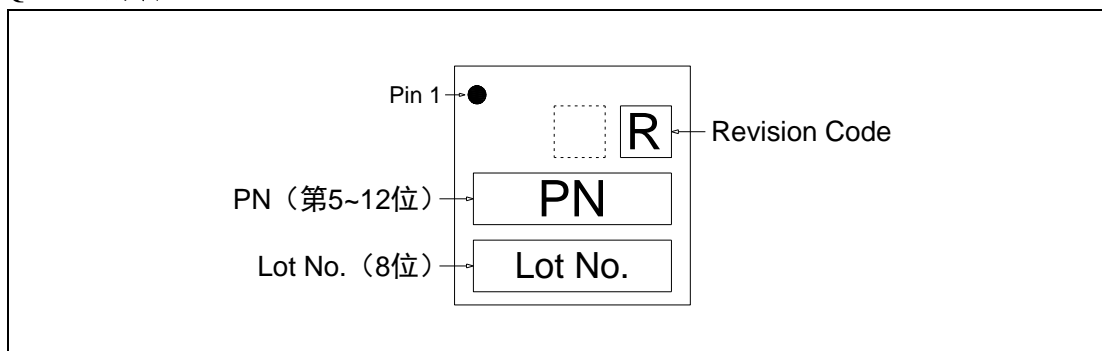 Pin 1
R
Revision Code
PN（第5~12位）
PN
Lot No.（8位）
Lot No.